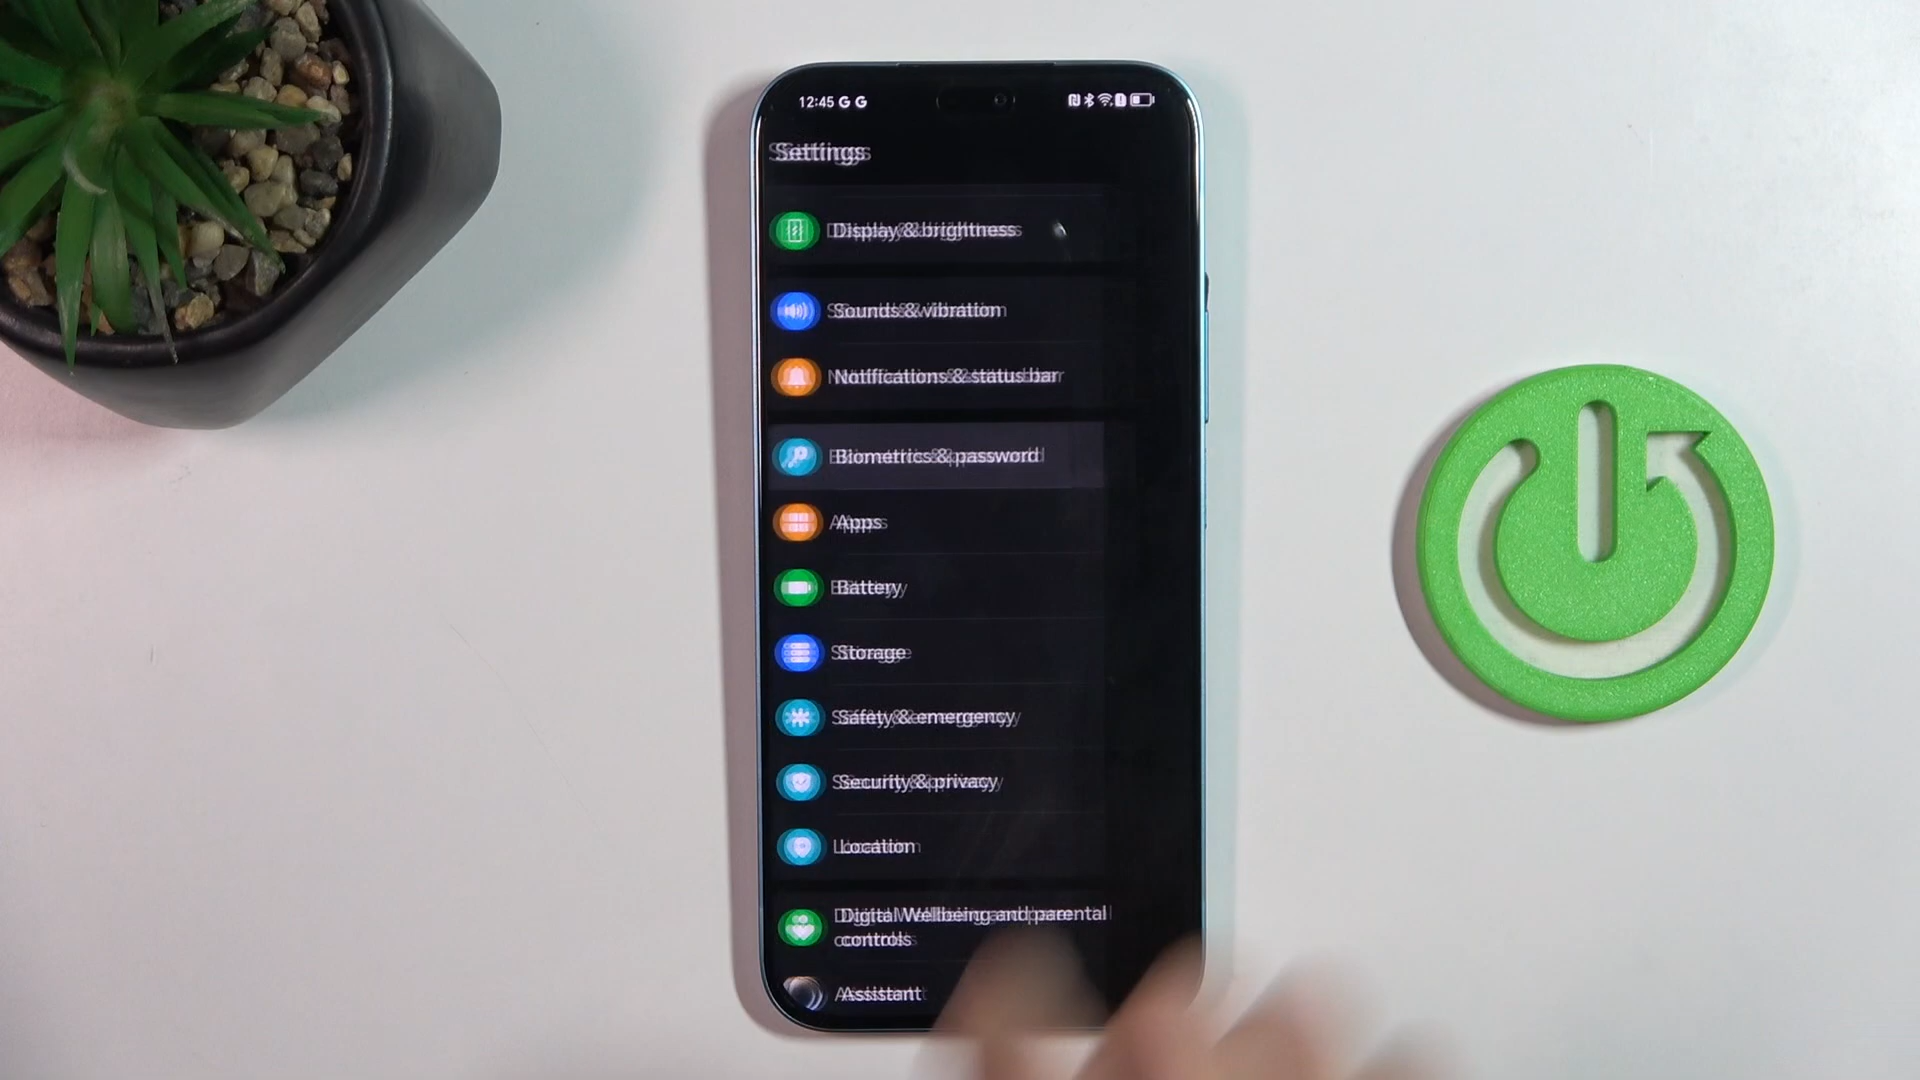 12:45 G G
Settings
Display & brightness
Sounds & vibration
Notifications & status bar
Biometrics & password
Apps
Battery
Storage
Safety & emergency
Security & privacy
Location
Digital Wellbeing and parental
controls
Assistant